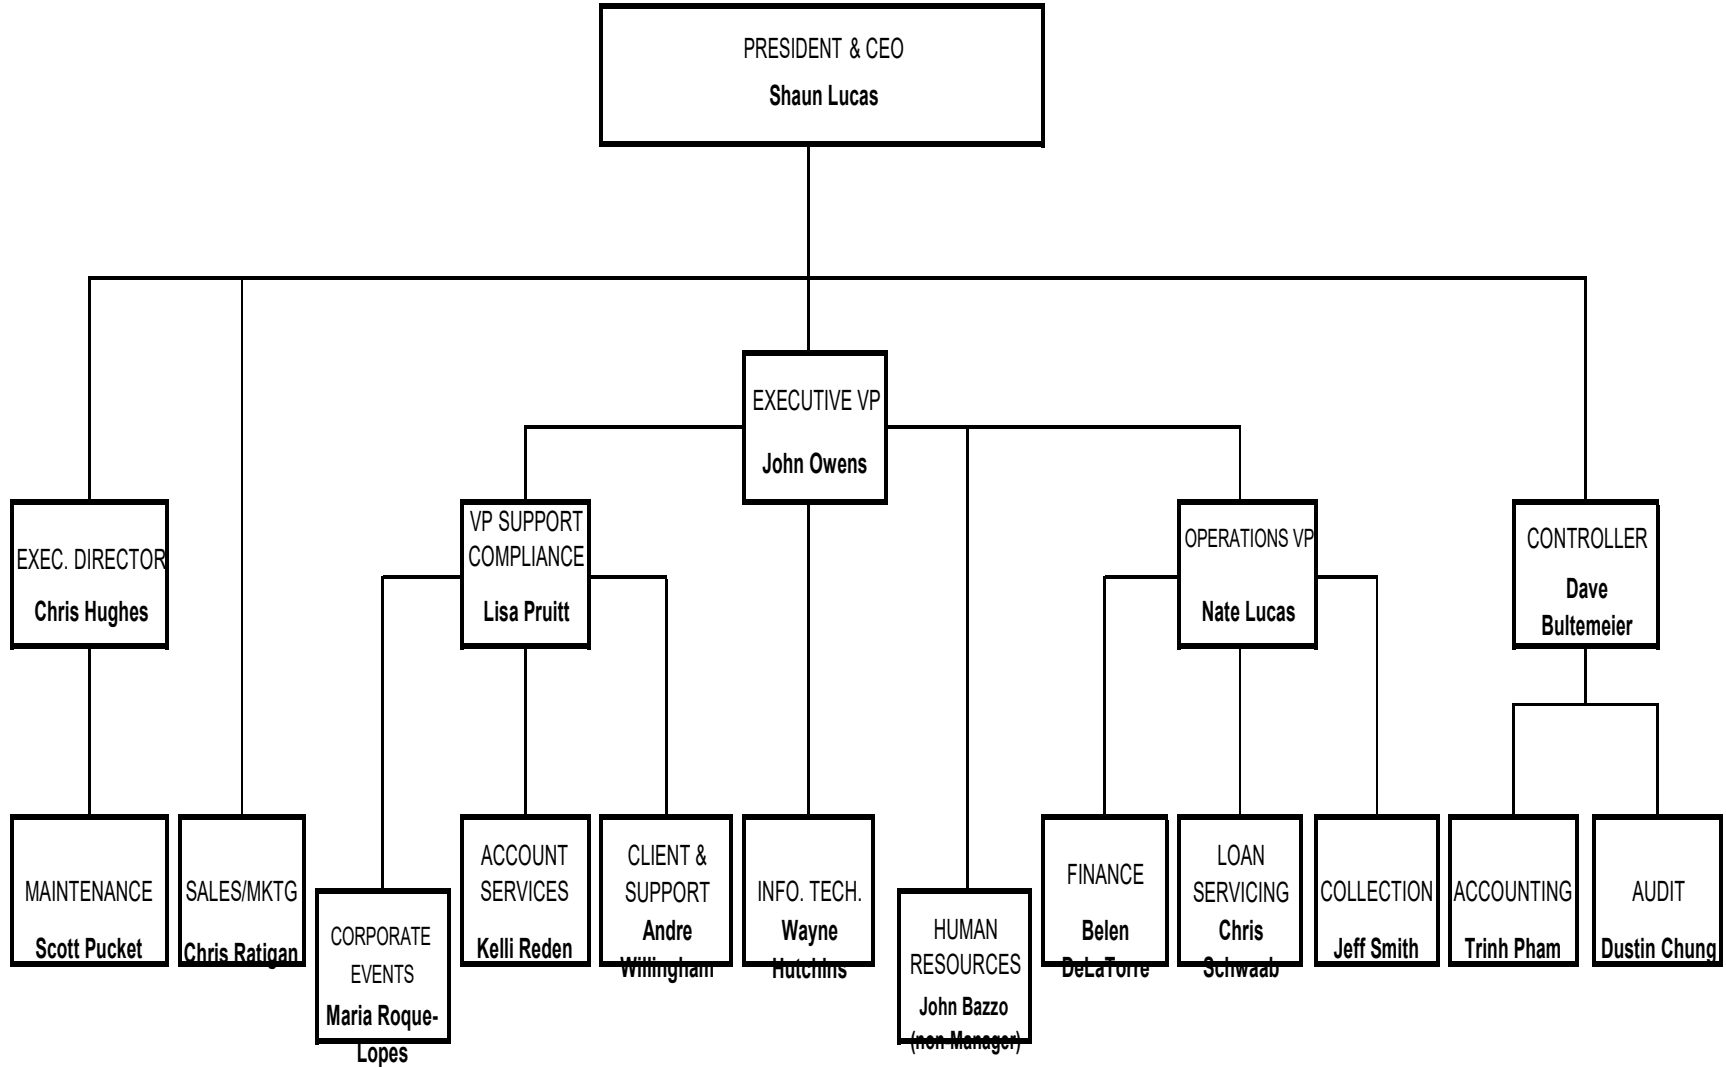 PRESIDENT & CEO
Shaun Lucas
EXECUTIVE VP
John Owens
EXEC. DIRECTOR
Chris Hughes
VP SUPPORT
COMPLIANCE
Lisa Pruitt
OPERATIONS VP
Nate Lucas
CONTROLLER
Dave
Bultemeier
MAINTENANCE
Scott Pucket
SALES/MKTG
Chris Ratigan
CORPORATE
EVENTS
Maria Roque-
Lopes
ACCOUNT
SERVICES
Kelli Reden
CLIENT &
SUPPORT
Andre
Willingham
INFO. TECH.
Wayne
Hutchins
HUMAN
RESOURCES
John Bazzo
(non-Manager)
FINANCE
Belen
DeLaTorre
LOAN
SERVICING
Chris
Schwaab
COLLECTION
Jeff Smith
ACCOUNTING
Trinh Pham
AUDIT
Dustin Chung